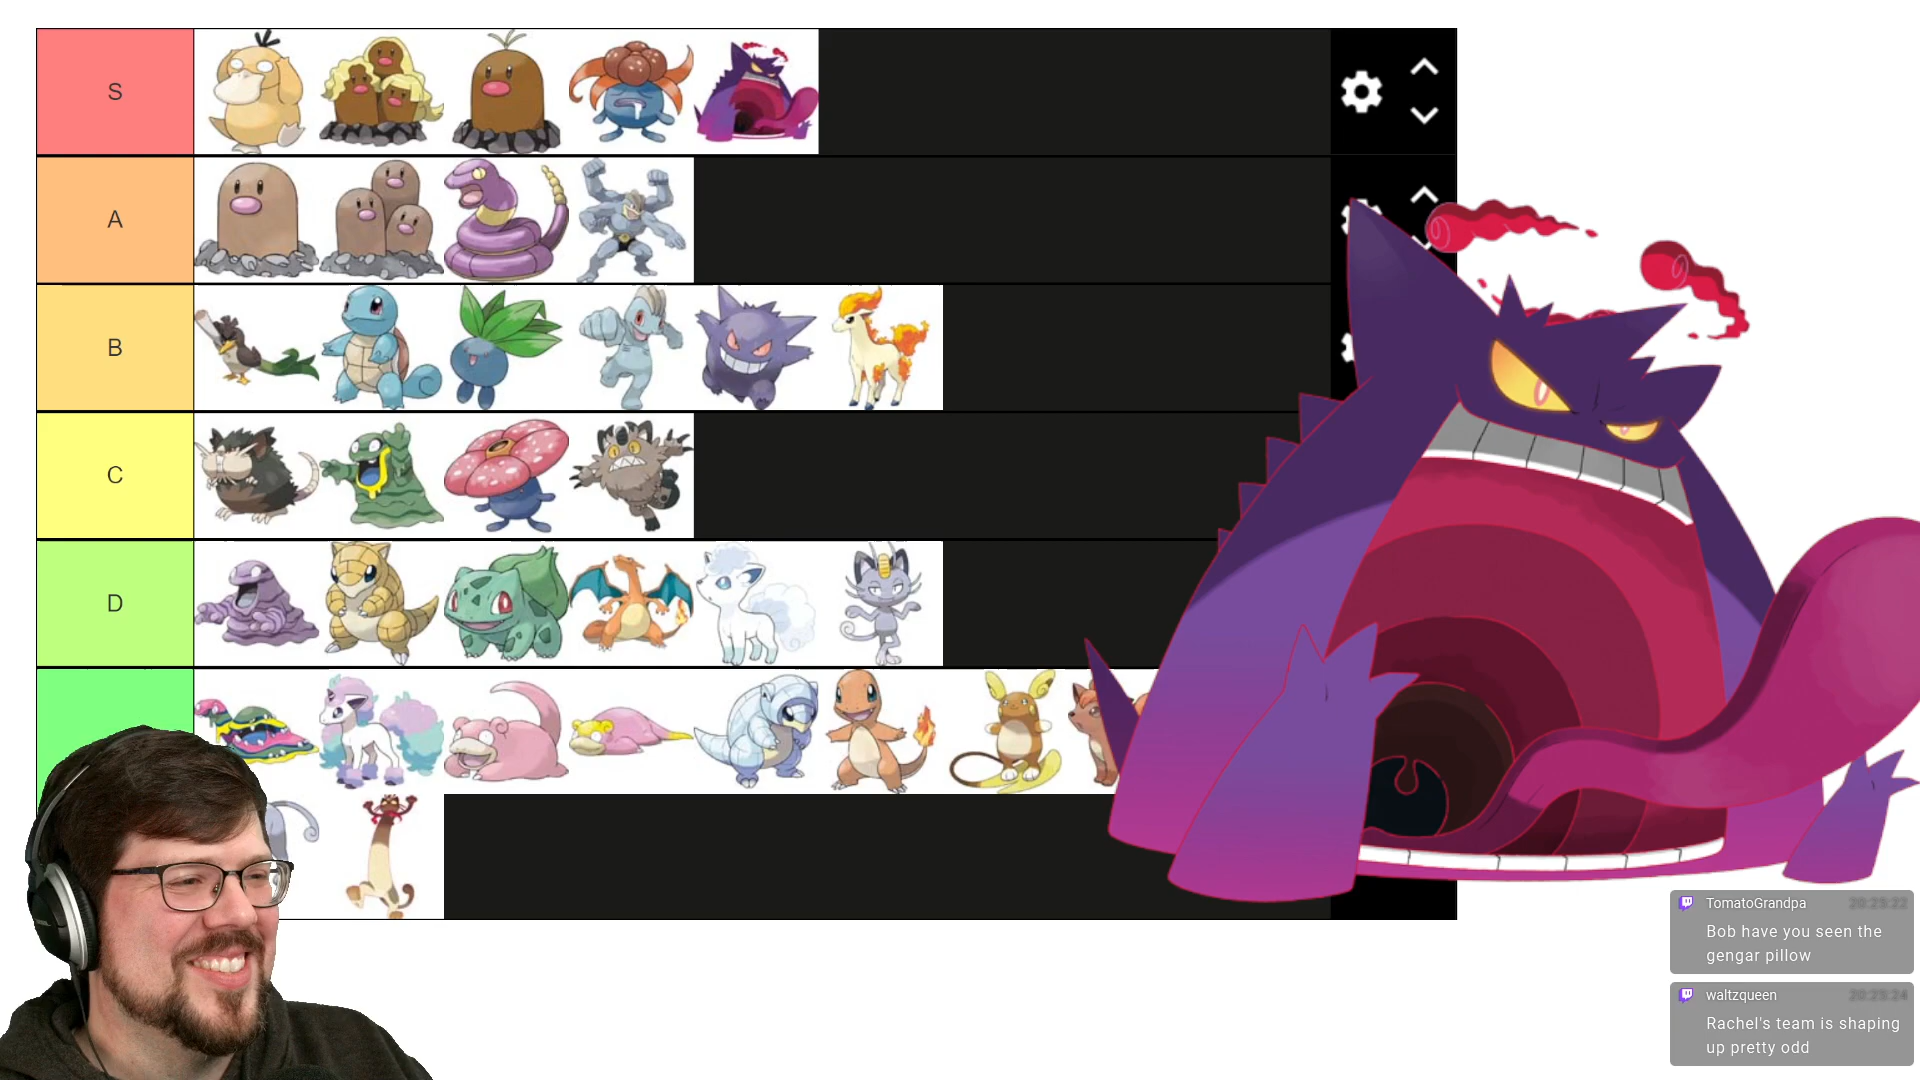 S
A
B
C
D
TomatoGrandpa
Bob have you seen the
gengar pillow
waltzqueen
Rachel's team is shaping
up pretty odd